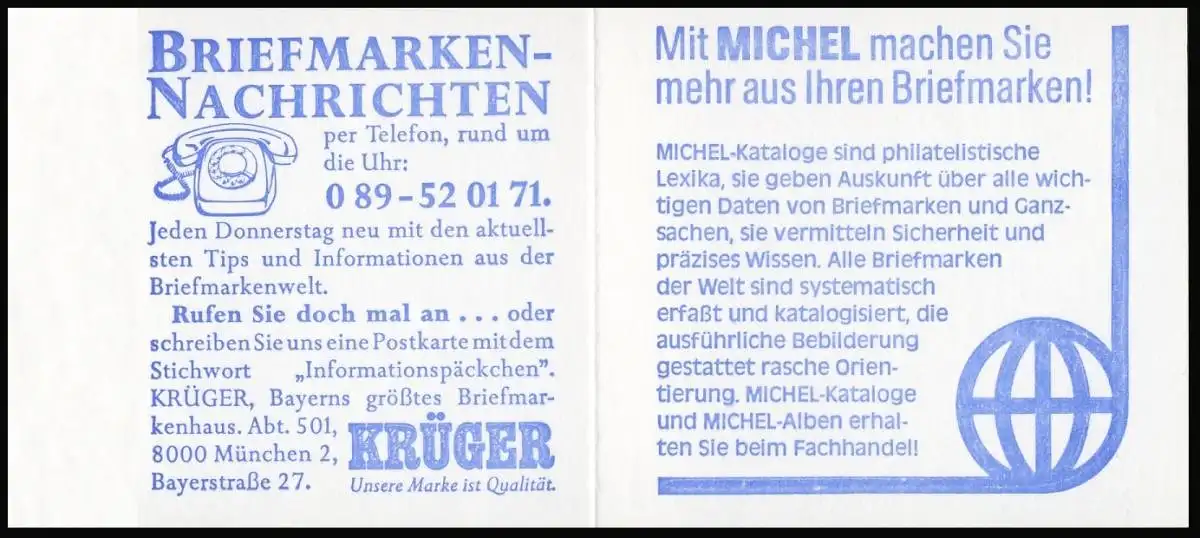 BRIEFMARKEN-
NACHRICHTEN
per Telefon, rund um
die Uhr:
0 89 – 52 01 71.
Jeden Donnerstag neu mit den aktuell-
sten Tips und Informationen aus der
Briefmarkenwelt.
Rufen Sie doch mal an . . . oder
schreiben Sie uns eine Postkarte mit dem
Stichwort „Informationspäckchen”.
KRÜGER, Bayerns größtes Briefmar-
kenhaus. Abt. 501,
8000 München 2,
Bayerstraße 27.
KRÜGER
Unsere Marke ist Qualität.
Mit MICHEL machen Sie
mehr aus Ihren Briefmarken!
MICHEL-Kataloge sind philatelistische
Lexika, sie geben Auskunft über alle wich-
tigen Daten von Briefmarken und Ganz-
sachen, sie vermitteln Sicherheit und
präzises Wissen. Alle Briefmarken
der Welt sind systematisch
erfaßt und katalogisiert, die
ausführliche Bebilderung
gestattet rasche Orien-
tierung. MICHEL-Kataloge
und MICHEL-Alben erhal-
ten Sie beim Fachhandel!